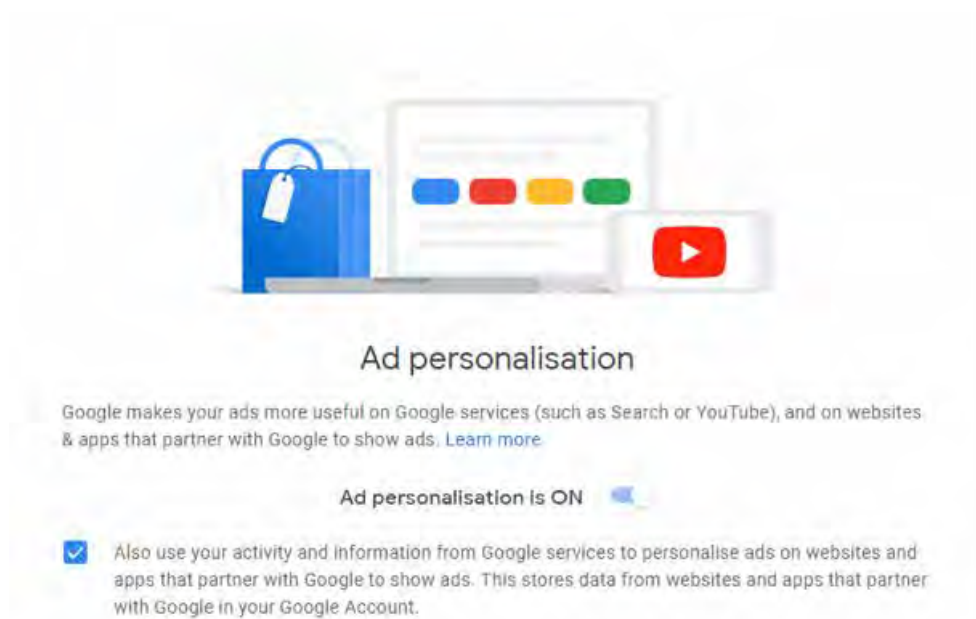 Ad personalisation
Google makes your ads more useful on Google services (such as Search or YouTube), and on websites
& apps that partner with Google to show ads. Learn more
Ad personalisation is ON
Also use your activity and information from Google services to personalise ads on websites and
apps that partner with Google to show ads. This stores data from websites and apps that partner
with Google in your Google Account.